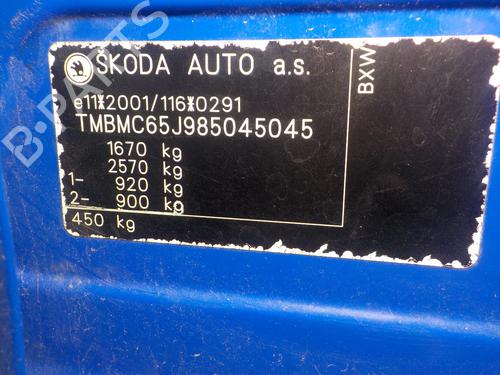 ŠKODA AUTO a.s.
BXW
e11*2001/116*0291
TMBMC65J985045045
1670 kg
2570 kg
1- 920 kg
2- 900 kg
450 kg
B-PARTS